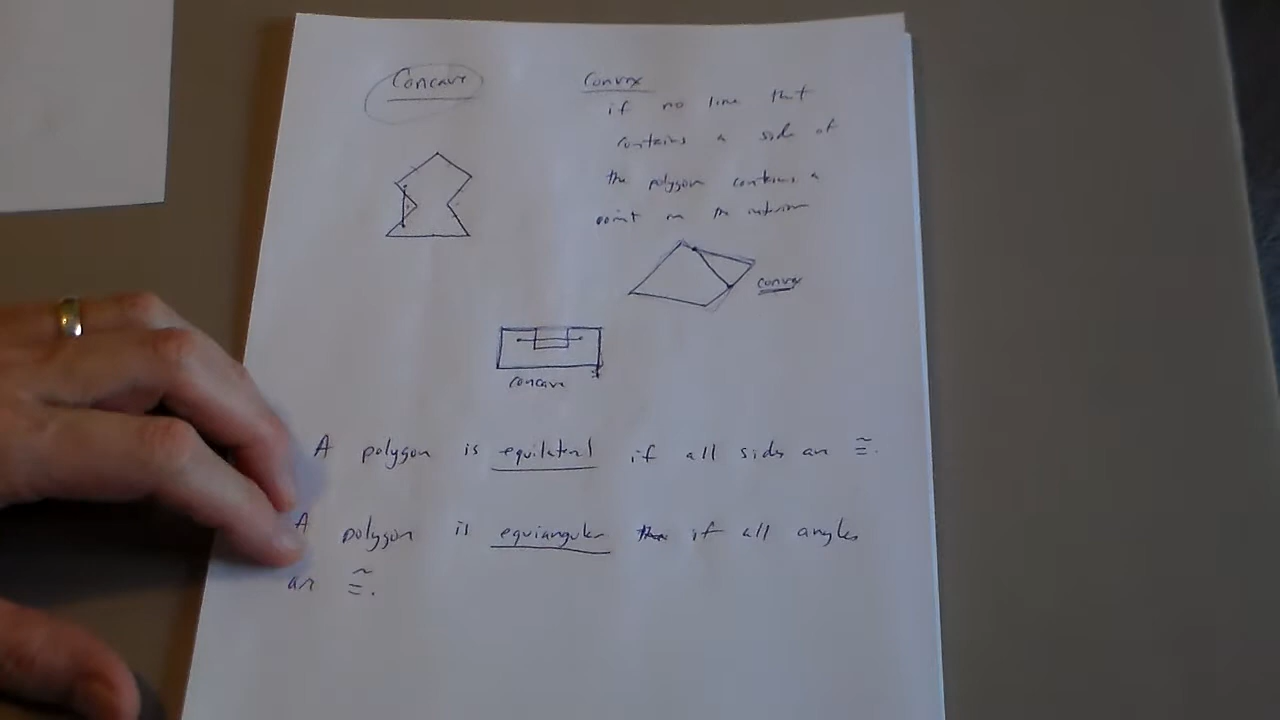 Concave
Convex
if no line that
contains a side of
the polygon contains a
point in the interior
convex
concave
A polygon is equilateral if all sides are ≅.
A polygon is equiangular if all angles
are ≅.